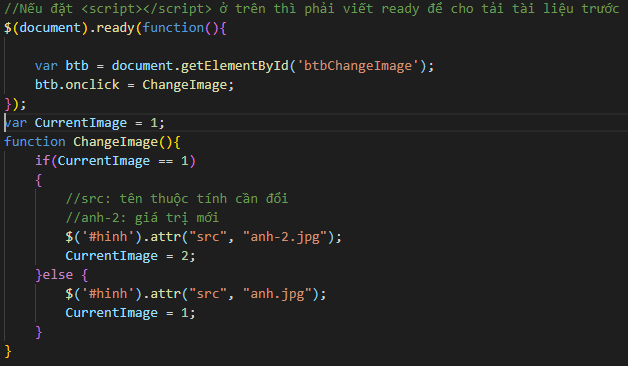 //Nếu đặt <script></script> ở trên thì phải viết ready để cho tải tài liệu trước
$(document).ready(function(){
var btb = document.getElementById('btbChangeImage');
btb.onclick = ChangeImage;
});
var CurrentImage = 1;
function ChangeImage(){
if(CurrentImage == 1)
{
//src: tên thuộc tính cần đổi
//anh-2: giá trị mới
$('#hinh').attr("src", "anh-2.jpg");
CurrentImage = 2;
}else {
$('#hinh').attr("src", "anh.jpg");
CurrentImage = 1;
}
}